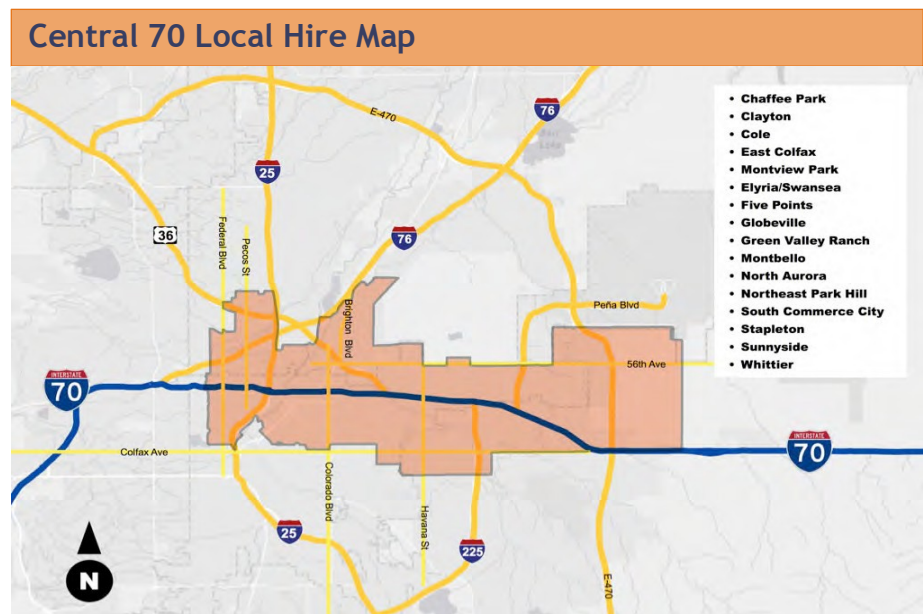 Central 70 Local Hire Map
• Chaffee Park
• Clayton
• Cole
• East Colfax
• Montview Park
• Elyria/Swansea
• Five Points
• Globeville
• Green Valley Ranch
• Montbello
• North Aurora
• Northeast Park Hill
• South Commerce City
• Stapleton
• Sunnyside
• Whittier
E-470
76
25
36
Federal Blvd
Pecos St
76
Brighton Blvd
Peña Blvd
56th Ave
INTERSTATE
70
Colfax Ave
INTERSTATE
70
Colorado Blvd
Havana St
25
225
E-470
N